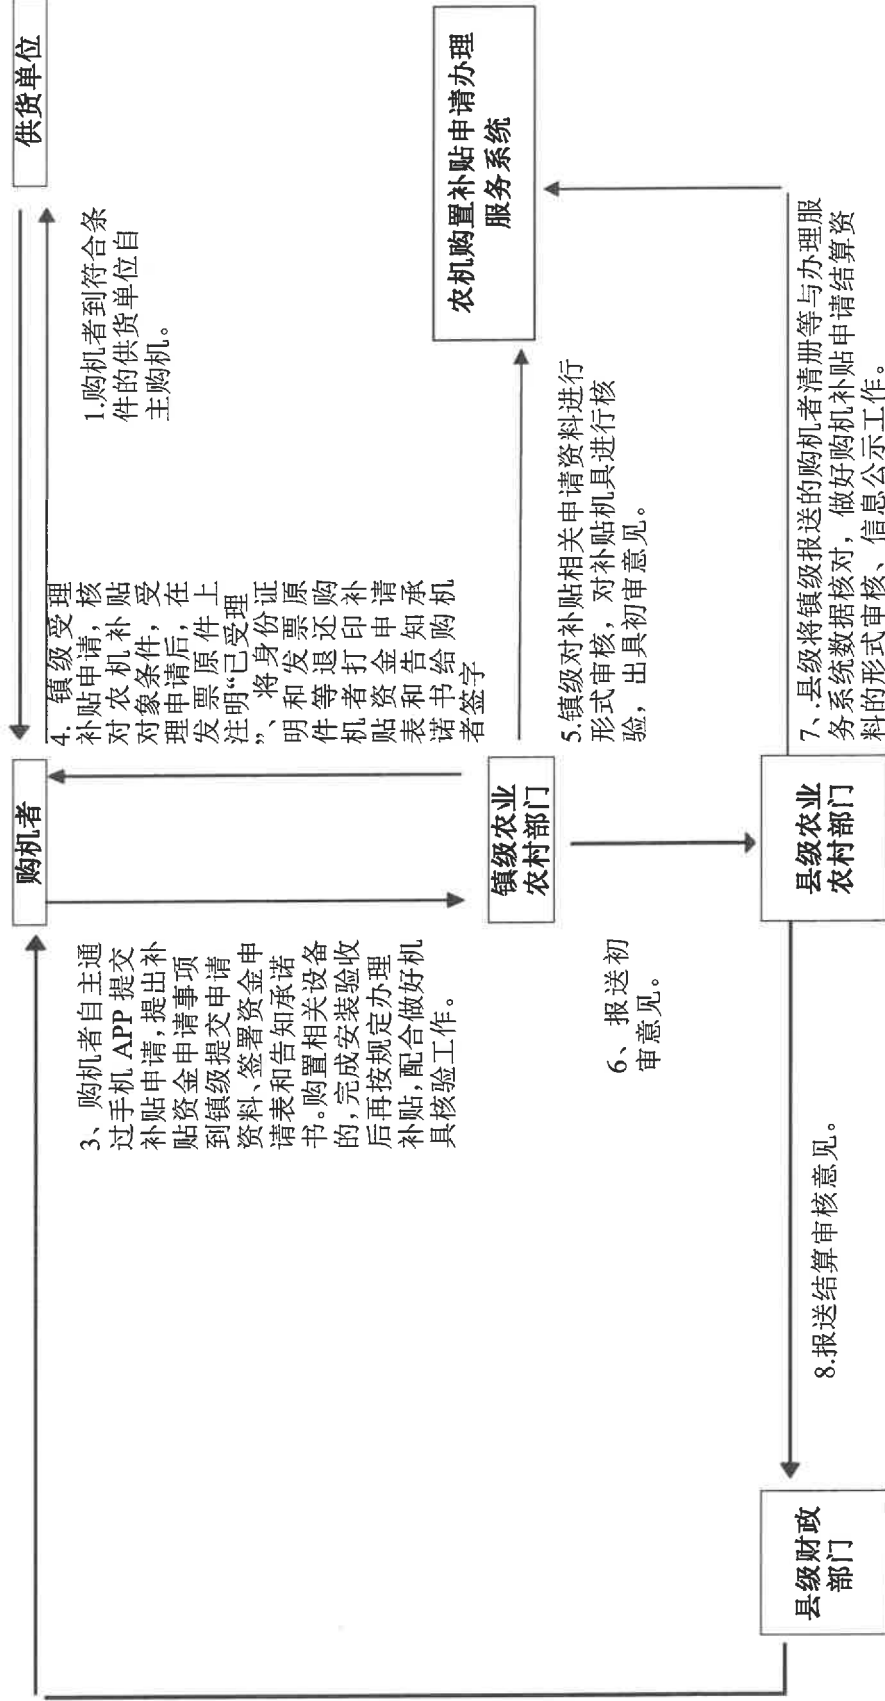 供货单位
购机者
1.购机者到符合条
件的供货单位自
主购机。
3、购机者自主通
过手机 APP 提交
补贴申请,提出补
贴资金申请事项
到镇级提交申请
资料、签署资金申
请表和告知承诺
书。购置相关设备
的,完成安装验收
后再按规定办理
补贴,配合做好机
具核验工作。
4. 镇级受理
补贴申请，核
对农机补贴
对象条件，受
理申请后，在
发票原件上
注明“已受理
”、将身份证
明和发票原
件等退还购
机者打印补
贴资金申请
表和告知承
诺书给购机
者签字
农机购置补贴申请办理
服务系统
镇级农业
农村部门
5.镇级对补贴相关申请资料进行
形式审核，对补贴机具进行核
验，出具初审意见。
6、报送初
审意见。
县级农业
农村部门
7、.县级将镇级报送的购机者清册等与办理服
务系统数据核对，做好购机补贴申请结算资
料的形式审核、信息公示工作。
8.报送结算审核意见。
县级财政
部门